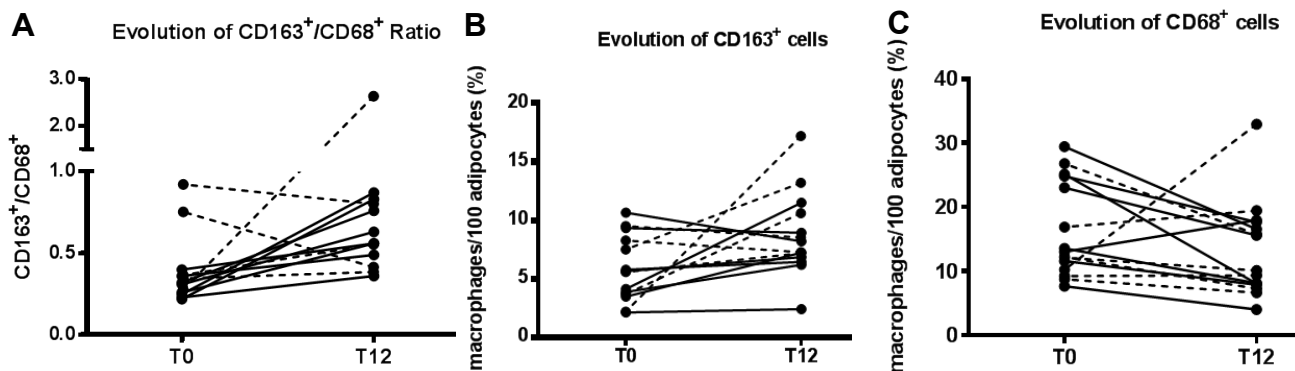 A
Evolution of CD163+/CD68+ Ratio
CD163+/CD68+
3.0
2.0
1.0
0.5
0.0
T0
T12
B
Evolution of CD163+ cells
macrophages/100 adipocytes (%)
20
15
10
5
0
T0
T12
C
Evolution of CD68+ cells
macrophages/100 adipocytes (%)
40
30
20
10
0
T0
T12